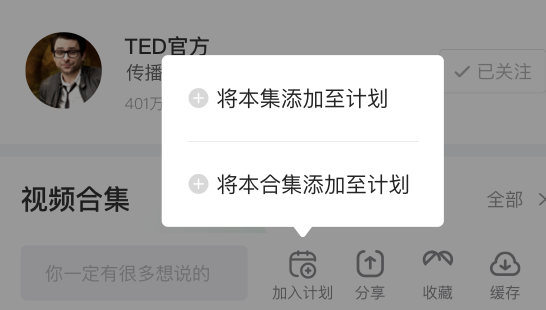 TED官方
传播
401万
已关注
将本集添加至计划
将本合集添加至计划
视频合集
全部
你一定有很多想说的
加入计划
分享
收藏
缓存